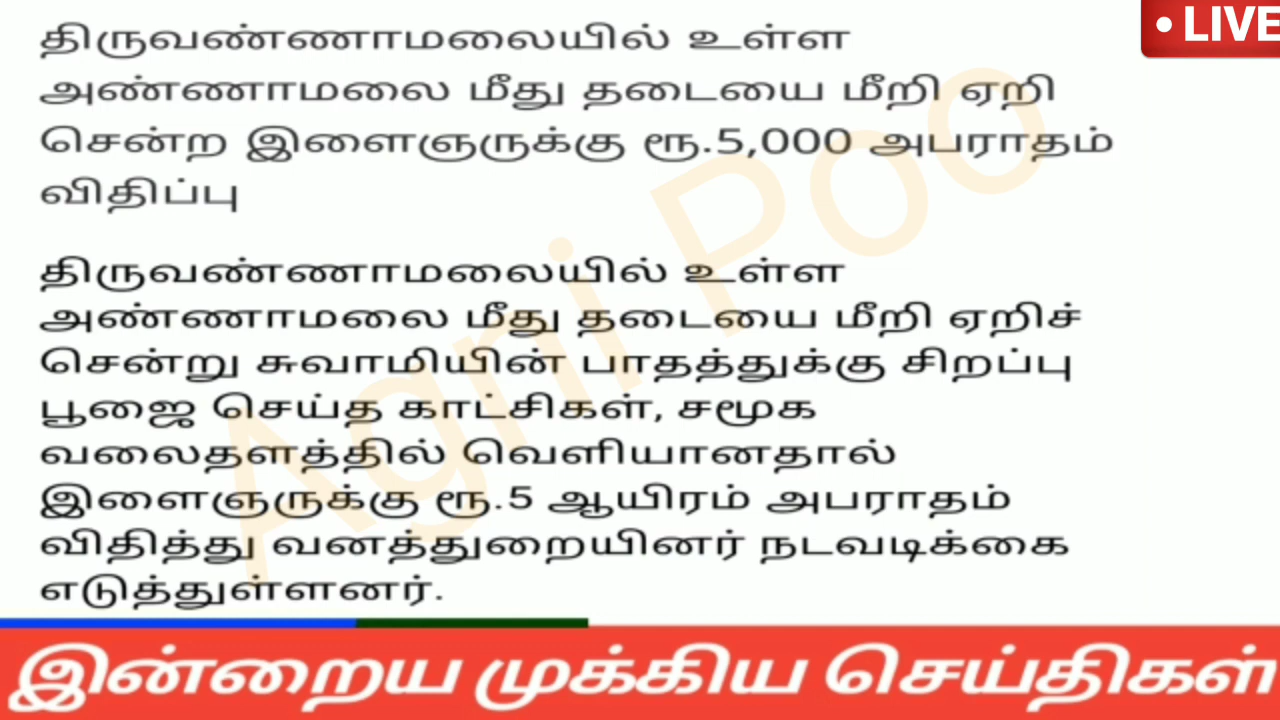 • LIVE
திருவண்ணாமலையில் உள்ள
அண்ணாமலை மீது தடையை மீறி ஏறி
சென்ற இளைஞருக்கு ரூ.5,000 அபராதம்
விதிப்பு
திருவண்ணாமலையில் உள்ள
அண்ணாமலை மீது தடையை மீறி ஏறிச்
சென்று சுவாமியின் பாதத்துக்கு சிறப்பு
பூஜை செய்த காட்சிகள், சமூக
வலைதளத்தில் வெளியானதால்
இளைஞருக்கு ரூ.5 ஆயிரம் அபராதம்
விதித்து வனத்துறையினர் நடவடிக்கை
எடுத்துள்ளனர்.
Agni Poo
இன்றைய முக்கிய செய்திகள்